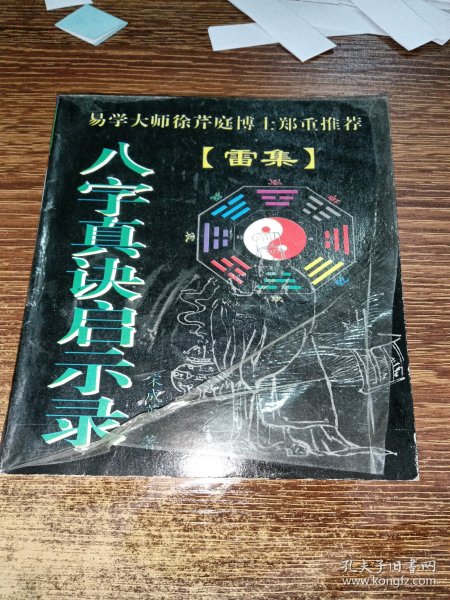 易学大师徐芹庭博士郑重推荐
【雷集】
八字真诀启示录
著
孔夫子旧书网
www.kongfz.com